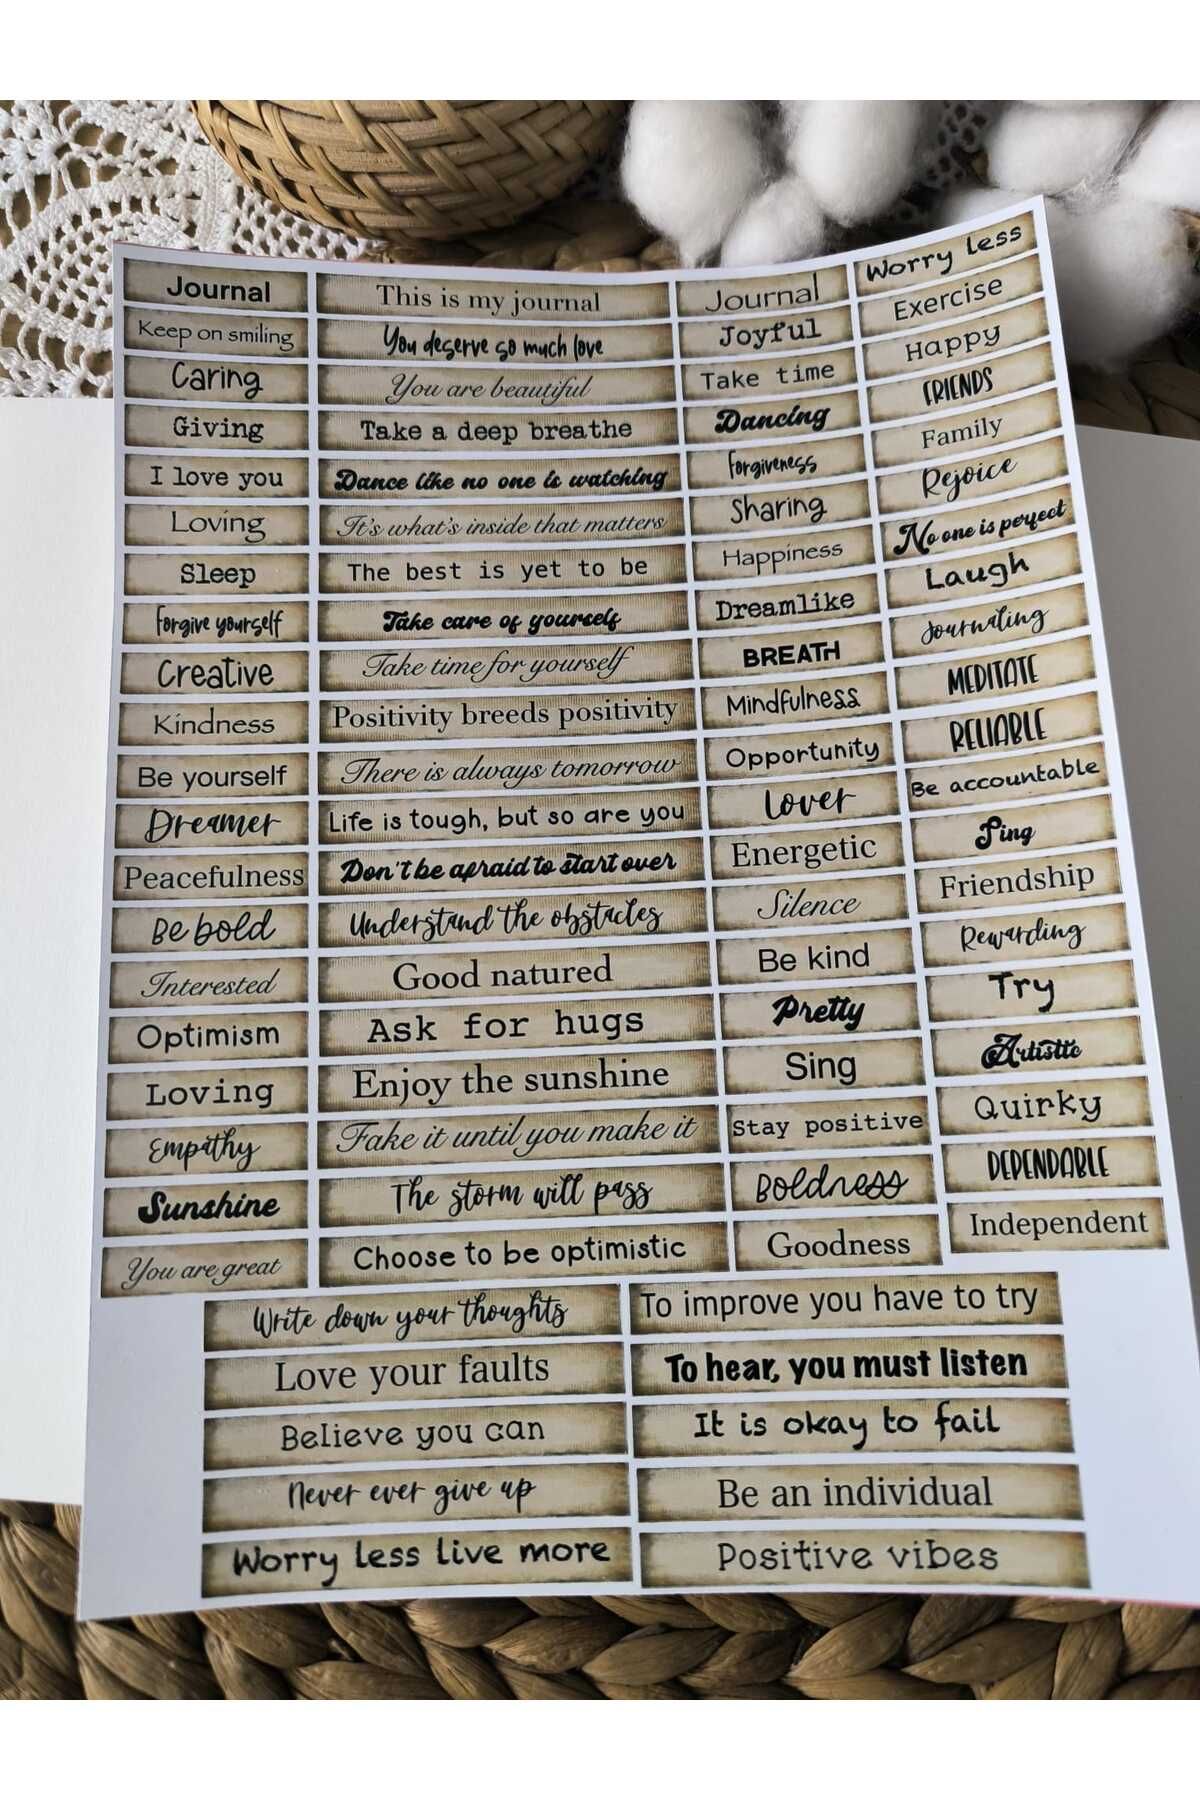 Journal
Keep on smiling
Caring
Giving
I love you
Loving
Sleep
Forgive yourself
Creative
Kindness
Be yourself
Dreamer
Peacefulness
Be bold
Interested
Optimism
Loving
Empathy
Sunshine
You are great
This is my journal
You deserve so much love
You are beautiful
Take a deep breathe
Dance like no one is watching
It's what's inside that matters
The best is yet to be
Take care of yourself
Take time for yourself
Positivity breeds positivity
There is always tomorrow
Life is tough, but so are you
Don't be afraid to start over
Understand the obstacles
Good natured
Ask for hugs
Enjoy the sunshine
Fake it until you make it
The storm will pass
Choose to be optimistic
Journal
Joyful
Take time
Dancing
Forgiveness
Sharing
Happiness
Dreamlike
BREATH
Mindfulness
Opportunity
Lover
Energetic
Silence
Be kind
Pretty
Sing
Stay positive
Boldness
Goodness
Worry less
Exercise
Happy
FRIENDS
Family
Rejoice
No one is perfect
Laugh
Journaling
MEDITATE
RELIABLE
Be accountable
Sing
Friendship
Rewarding
Try
Artistic
Quirky
DEPENDABLE
Independent
Write down your thoughts
Love your faults
Believe you can
Never ever give up
Worry less live more
To improve you have to try
To hear, you must listen
It is okay to fail
Be an individual
Positive vibes